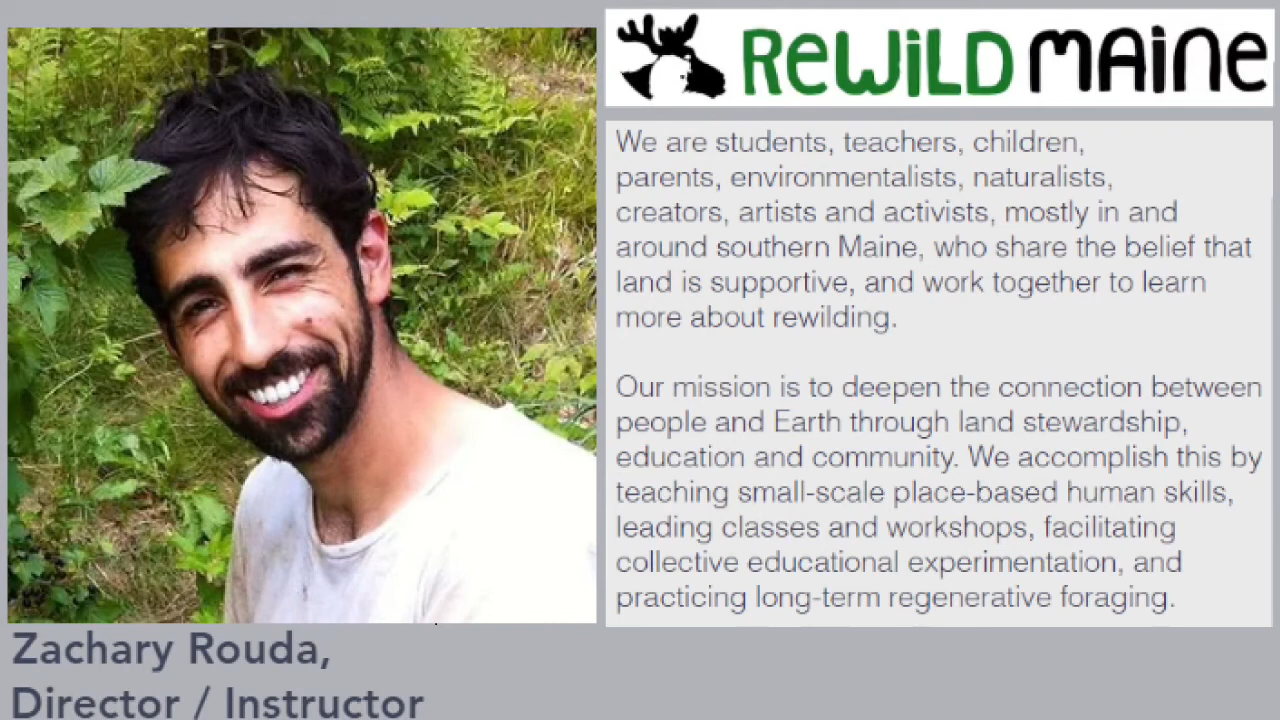 ReWiLD MAiNe
We are students, teachers, children,
parents, environmentalists, naturalists,
creators, artists and activists, mostly in and
around southern Maine, who share the belief that
land is supportive, and work together to learn
more about rewilding.
Our mission is to deepen the connection between
people and Earth through land stewardship,
education and community. We accomplish this by
teaching small-scale place-based human skills,
leading classes and workshops, facilitating
collective educational experimentation, and
practicing long-term regenerative foraging.
Zachary Rouda,
Director / Instructor